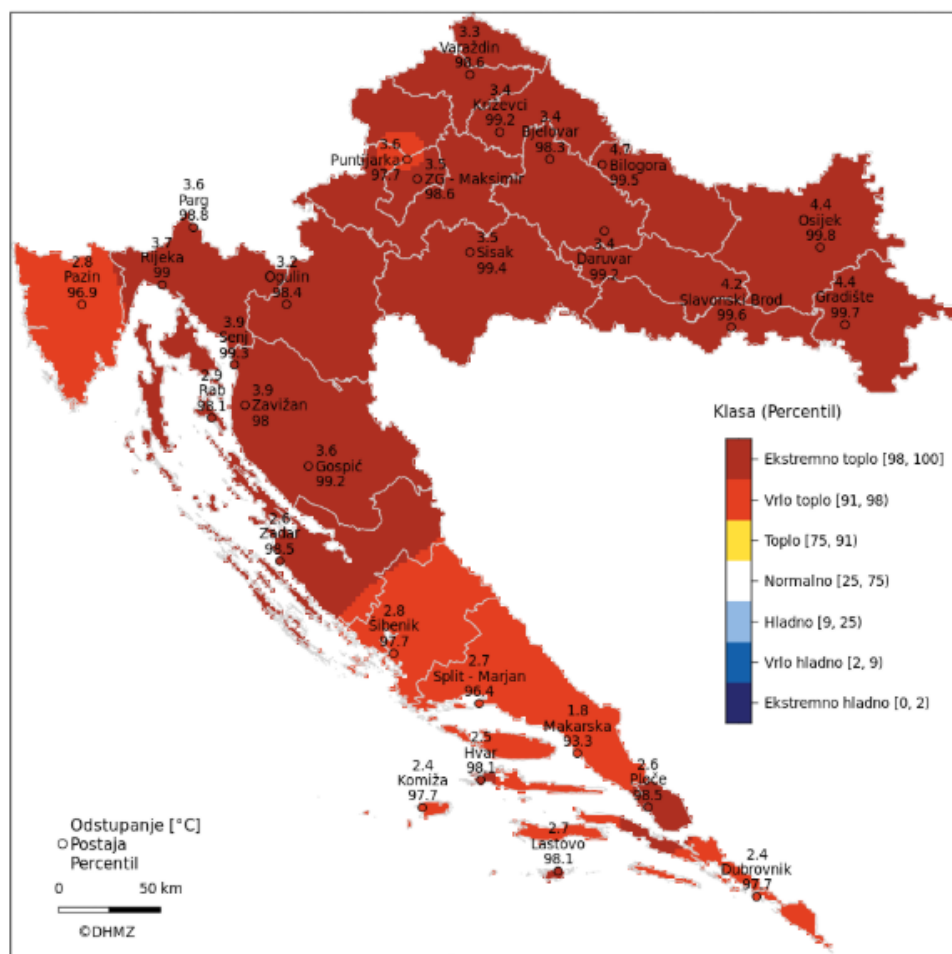 3.3
Varaždin
98.6
3.4
Križevci
99.2
3.4
Bjelovar
98.3
4.7
Bilogora
99.5
3.6
Puntijarka
97.7
3.5
ZG - Maksimir
98.6
3.6
Parg
98.8
4.4
Osijek
99.8
3.7
Rijeka
99
2.8
Pazin
96.9
3.2
Ogulin
98.4
3.5
Sisak
99.4
3.4
Daruvar
99.2
4.2
Slavonski Brod
99.6
4.4
Gradište
99.7
3.9
Senj
99.3
2.9
Rab
98.1
3.9
Zavižan
98
3.6
Gospić
99.2
2.6
Zadar
98.5
2.8
Šibenik
97.7
2.7
Split - Marjan
96.4
1.8
Makarska
93.3
2.5
Hvar
98.1
2.4
Komiža
97.7
2.6
Ploče
98.5
2.7
Lastovo
98.1
2.4
Dubrovnik
97.7
Klasa (Percentil)
Ekstremno toplo [98, 100]
Vrlo toplo [91, 98)
Toplo [75, 91)
Normalno [25, 75)
Hladno [9, 25)
Vrlo hladno [2, 9)
Ekstremno hladno [0, 2)
Odstupanje [°C]
Postaja
Percentil
0 50 km
©DHMZ